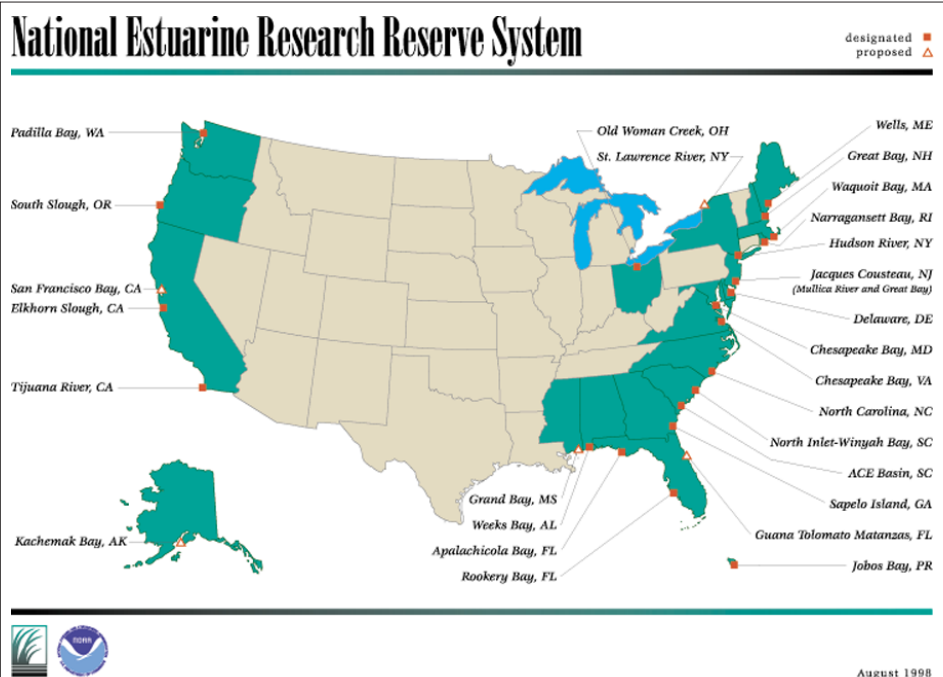 National Estuarine Research Reserve System
designated
proposed
Padilla Bay, WA
South Slough, OR
San Francisco Bay, CA
Elkhorn Slough, CA
Tijuana River, CA
Kachemak Bay, AK
Old Woman Creek, OH
St. Lawrence River, NY
Wells, ME
Great Bay, NH
Waquoit Bay, MA
Narragansett Bay, RI
Hudson River, NY
Jacques Cousteau, NJ
(Mullica River and Great Bay)
Delaware, DE
Chesapeake Bay, MD
Chesapeake Bay, VA
North Carolina, NC
North Inlet-Winyah Bay, SC
ACE Basin, SC
Sapelo Island, GA
Guana Tolomato Matanzas, FL
Jobos Bay, PR
Grand Bay, MS
Weeks Bay, AL
Apalachicola Bay, FL
Rookery Bay, FL
NOAA
August 1998